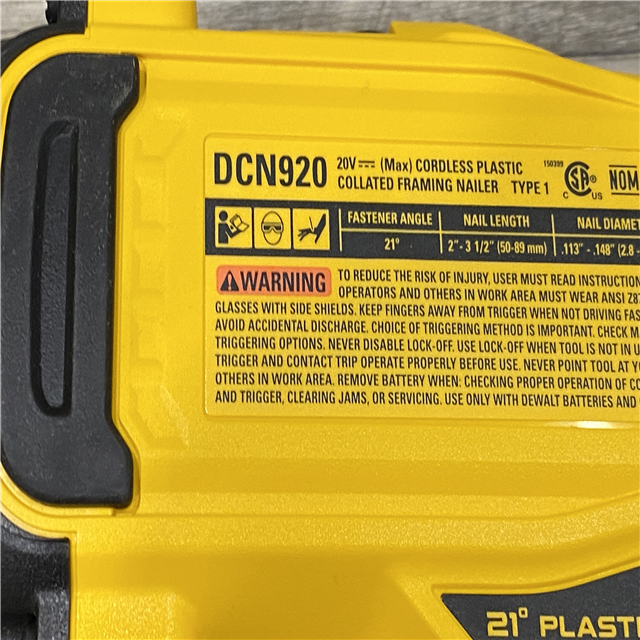 DCN920
20V (Max) CORDLESS PLASTIC
COLLATED FRAMING NAILER TYPE 1
150399
SA®
C US
NOM
FASTENER ANGLE NAIL LENGTH NAIL DIAMET
21° 2" - 3 1/2" (50-89 mm) .113" - .148" (2.8 -
WARNING TO REDUCE THE RISK OF INJURY, USER MUST READ INSTRUCTION
OPERATORS AND OTHERS IN WORK AREA MUST WEAR ANSI Z87
GLASSES WITH SIDE SHIELDS. KEEP FINGERS AWAY FROM TRIGGER WHEN NOT DRIVING FAS
AVOID ACCIDENTAL DISCHARGE. CHOICE OF TRIGGERING METHOD IS IMPORTANT. CHECK M
TRIGGERING OPTIONS. NEVER DISABLE LOCK-OFF. USE LOCK-OFF WHEN TOOL IS NOT IN U
TRIGGER AND CONTACT TRIP OPERATE PROPERLY BEFORE USE. NEVER POINT TOOL AT YO
OTHERS IN WORK AREA. REMOVE BATTERY WHEN: CHECKING PROPER OPERATION OF CO
AND TRIGGER, CLEARING JAMS, OR SERVICING. USE ONLY WITH DEWALT BATTERIES AND
21° PLASTI